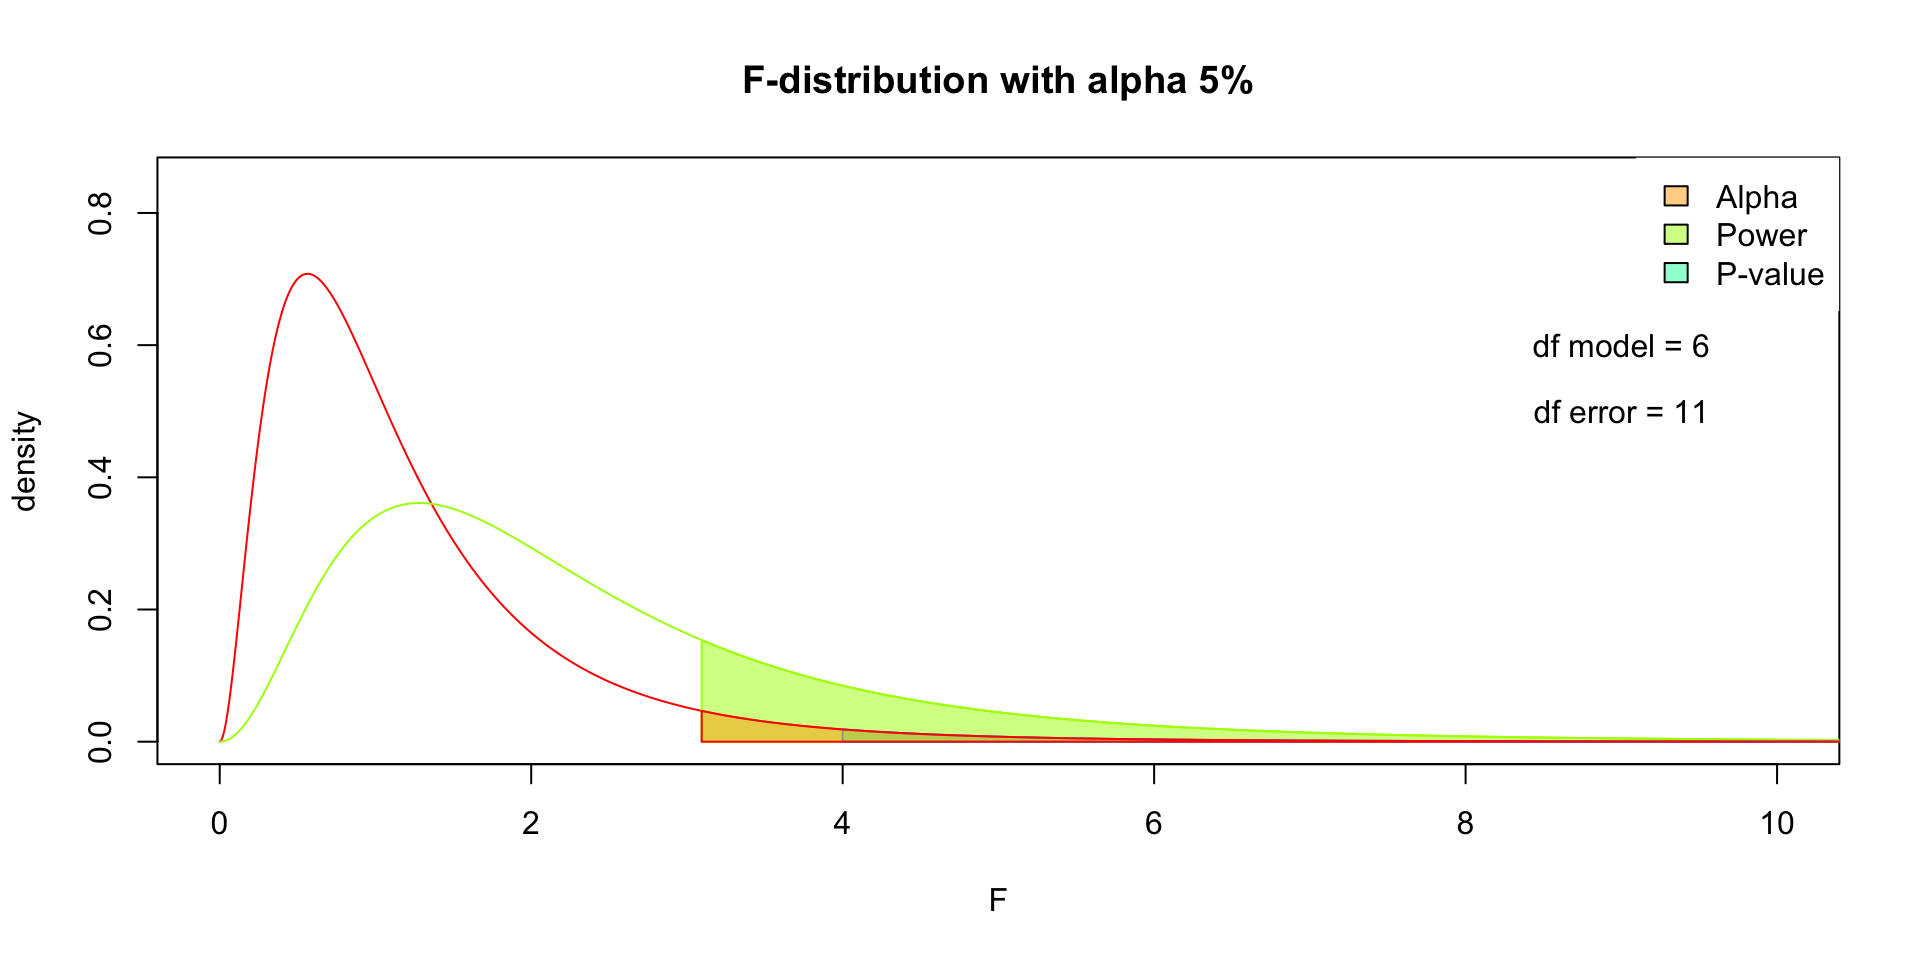 F-distribution with alpha 5%
Alpha
Power
P-value
df model = 6
df error = 11
density
0.8
0.6
0.4
0.2
0.0
0 2 4 6 8 10
F